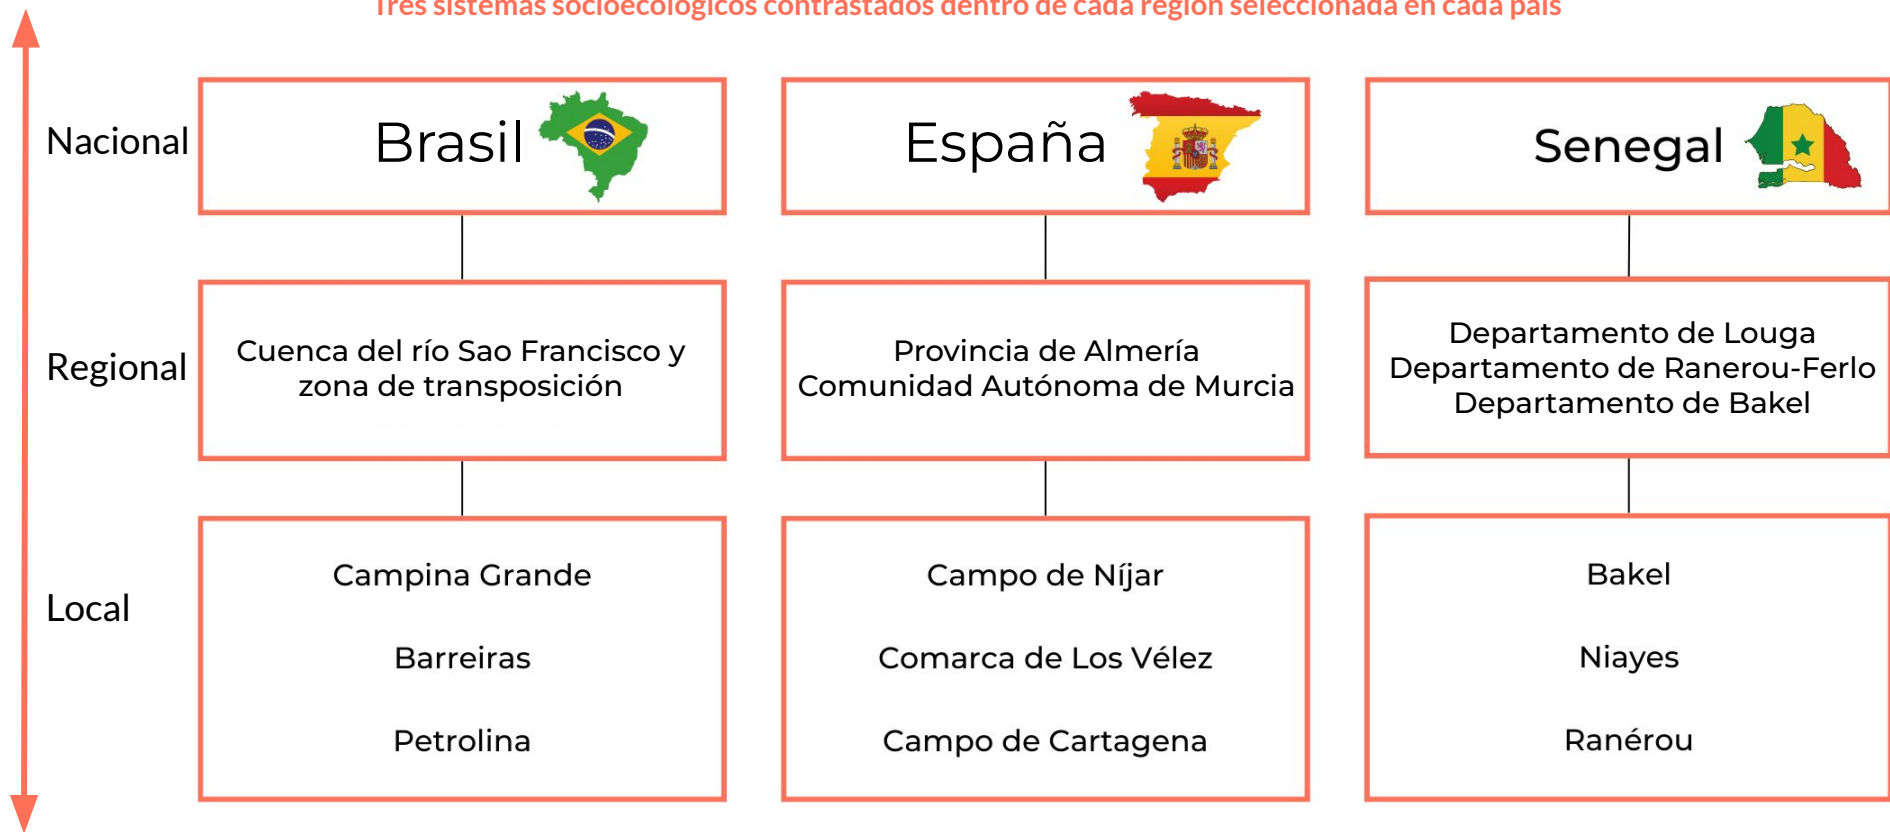 Tres sistemas socioecológicos contrastados dentro de cada región seleccionada en cada país
Nacional
Brasil
España
Senegal
Regional
Cuenca del río Sao Francisco y
zona de transposición
Provincia de Almería
Comunidad Autónoma de Murcia
Departamento de Louga
Departamento de Ranerou-Ferlo
Departamento de Bakel
Local
Campina Grande
Barreiras
Petrolina
Campo de Níjar
Comarca de Los Vélez
Campo de Cartagena
Bakel
Niayes
Ranérou